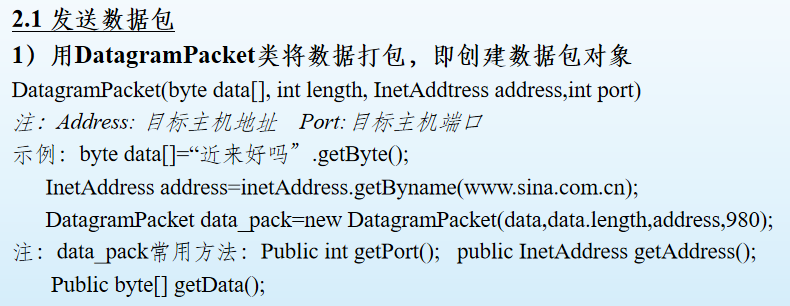 2.1 发送数据包
1）用DatagramPacket类将数据打包，即创建数据包对象
DatagramPacket(byte data[], int length, InetAddtress address,int port)
注：Address: 目标主机地址 Port:目标主机端口
示例：byte data[]=“近来好吗”.getByte();
InetAddress address=inetAddress.getByname(www.sina.com.cn);
DatagramPacket data_pack=new DatagramPacket(data,data.length,address,980);
注：data_pack常用方法：Public int getPort(); public InetAddress getAddress();
Public byte[] getData();